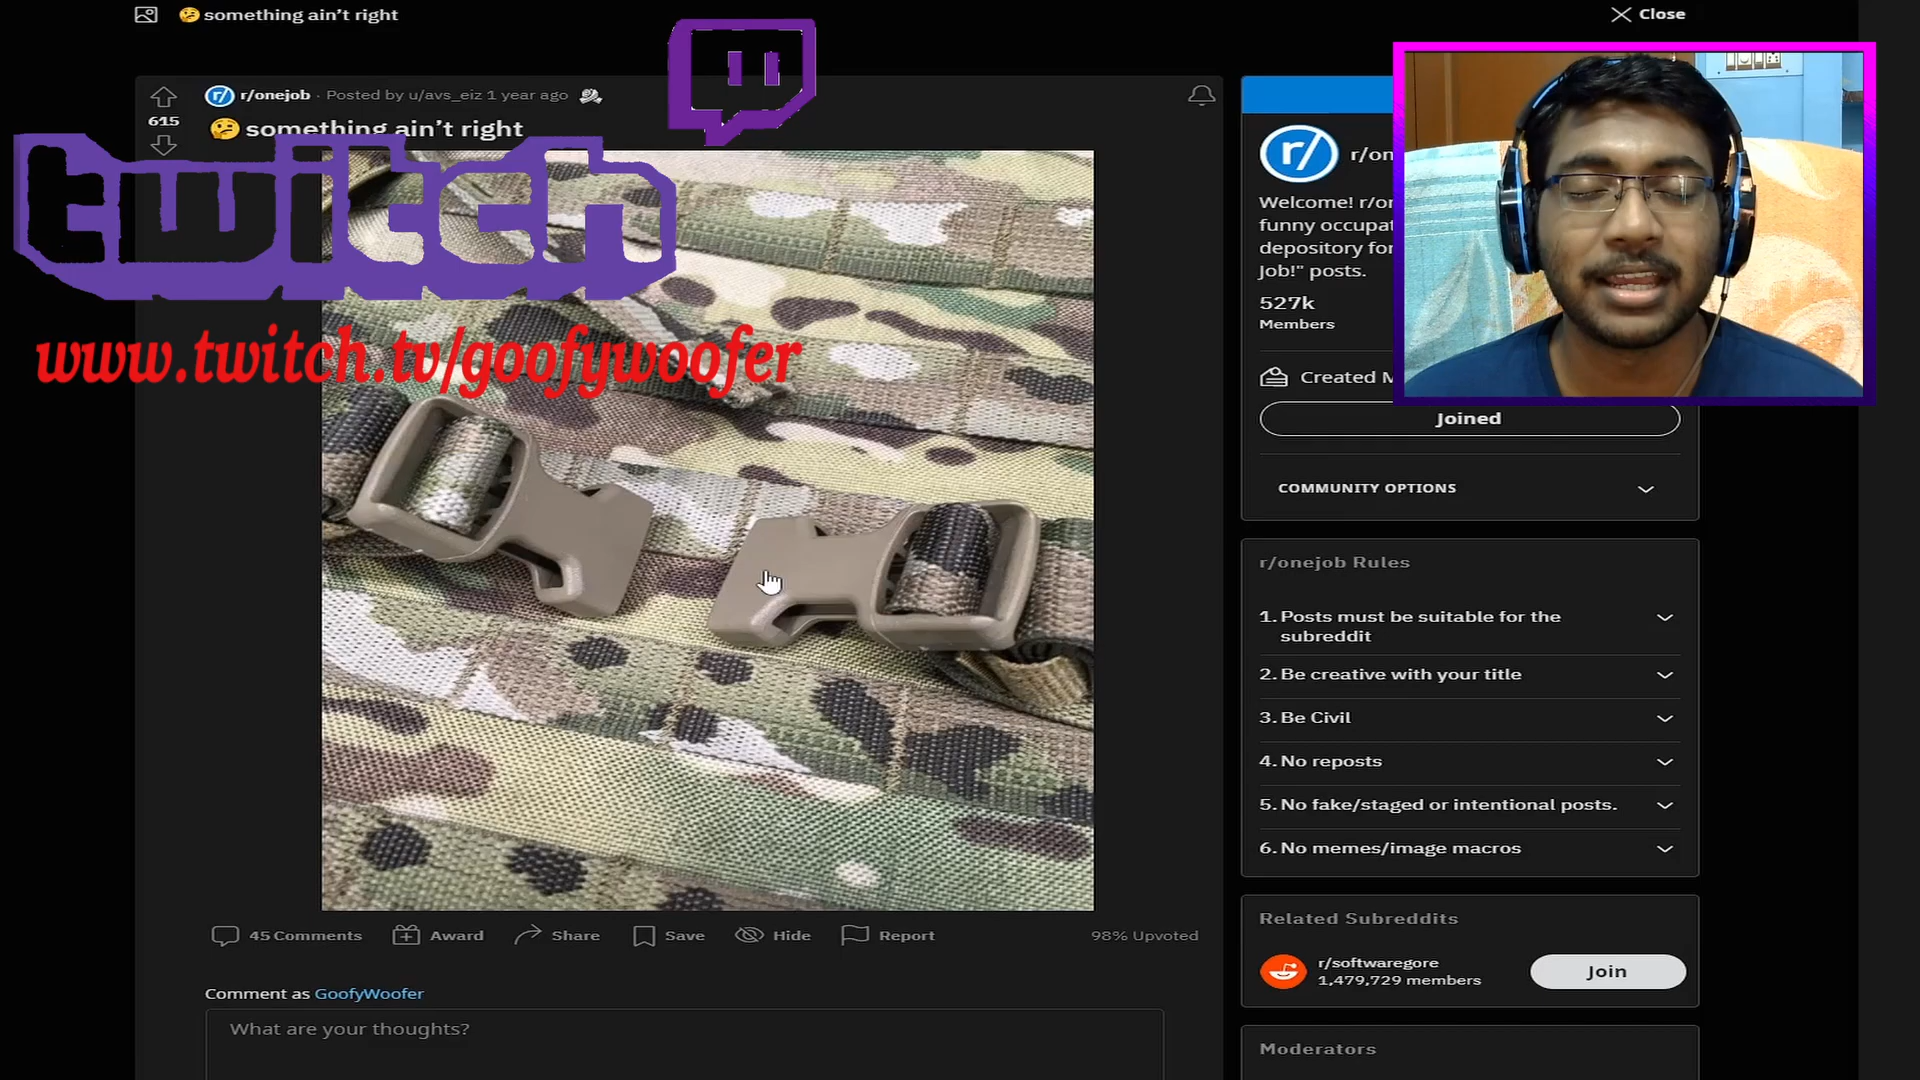 🤔 something ain't right
Close
r/onejob · Posted by u/avs_eiz 1 year ago
615
🤔 something ain't right
twitch
www.twitch.tv/goofywoofer
r/
Welcome!
funny occupat
depository for
Job!" posts.
527k
Members
Created
Joined
COMMUNITY OPTIONS
r/onejob Rules
1. Posts must be suitable for the
subreddit
2. Be creative with your title
3. Be Civil
4. No reposts
5. No fake/staged or intentional posts.
6. No memes/image macros
45 Comments
Award
Share
Save
Hide
Report
98% Upvoted
Related Subreddits
r/softwaregore
1,479,729 members
Join
Comment as GoofyWoofer
What are your thoughts?
Moderators